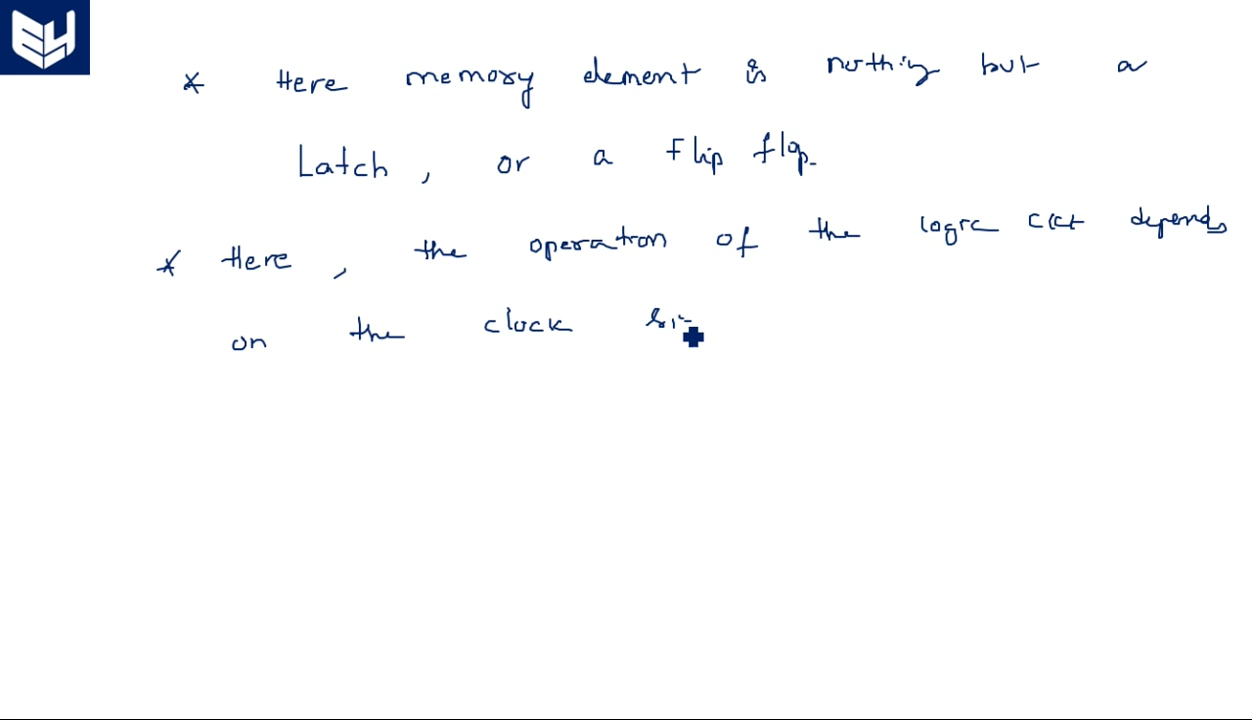 * Here memory element is nothing but a
Latch, or a Flip flop.
* Here, the operation of the logic cct depends
on the clock